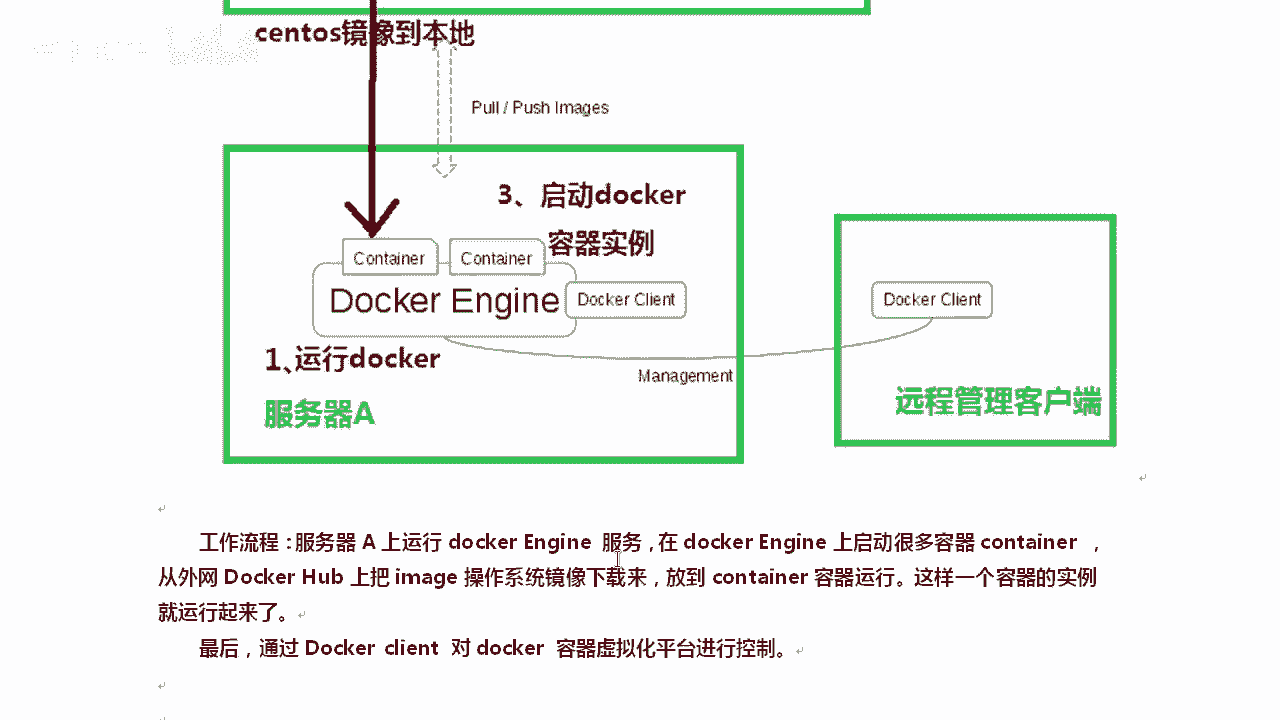 centos镜像到本地
Pull / Push Images
3、启动docker
容器实例
Container
Container
Docker Engine
Docker Client
Docker Client
1、运行docker
Management
服务器A
远程管理客户端
工作流程：服务器 A 上运行 docker Engine 服务，在 docker Engine 上启动很多容器 container ，
从外网 Docker Hub 上把 image 操作系统镜像下载来，放到 container 容器运行。这样一个容器的实例
就运行起来了。
最后，通过 Docker client 对 docker 容器虚拟化平台进行控制。